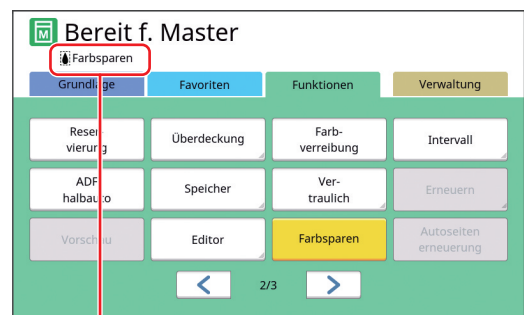 Bereit f. Master
Farbsparen
Grundlage Favoriten Funktionen Verwaltung
Reser-
vierung
Überdeckung
Farb-
verreibung
Intervall
ADF-
halbauto
Speicher
Ver-
traulich
Erneuern
Vorschau
Editor
Farbsparen
Autoseiten
erneuerung
2/3